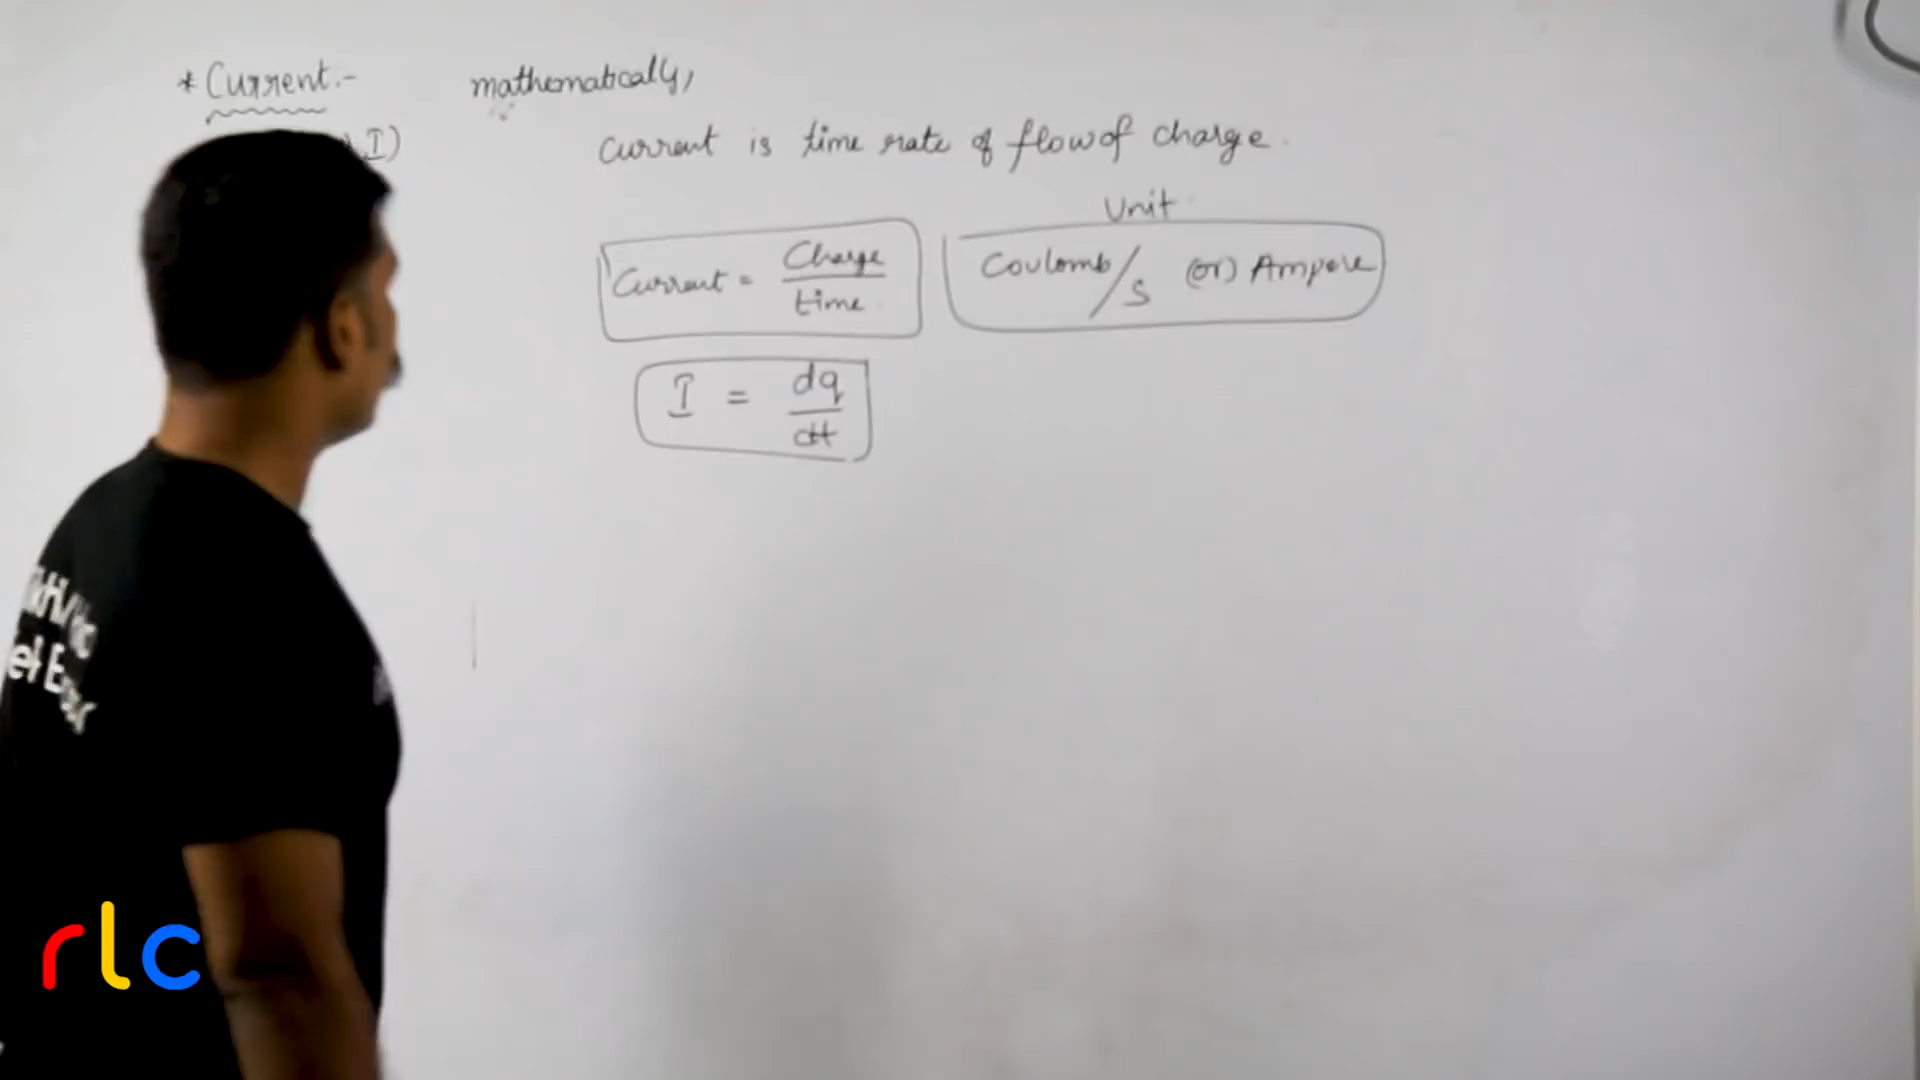 * Current :-
I)
mathematically,
Current is time rate of flow of charge.
Unit
Current = Charge/time
Coulomb/s (or) Ampere
I = dq/dt
rlc